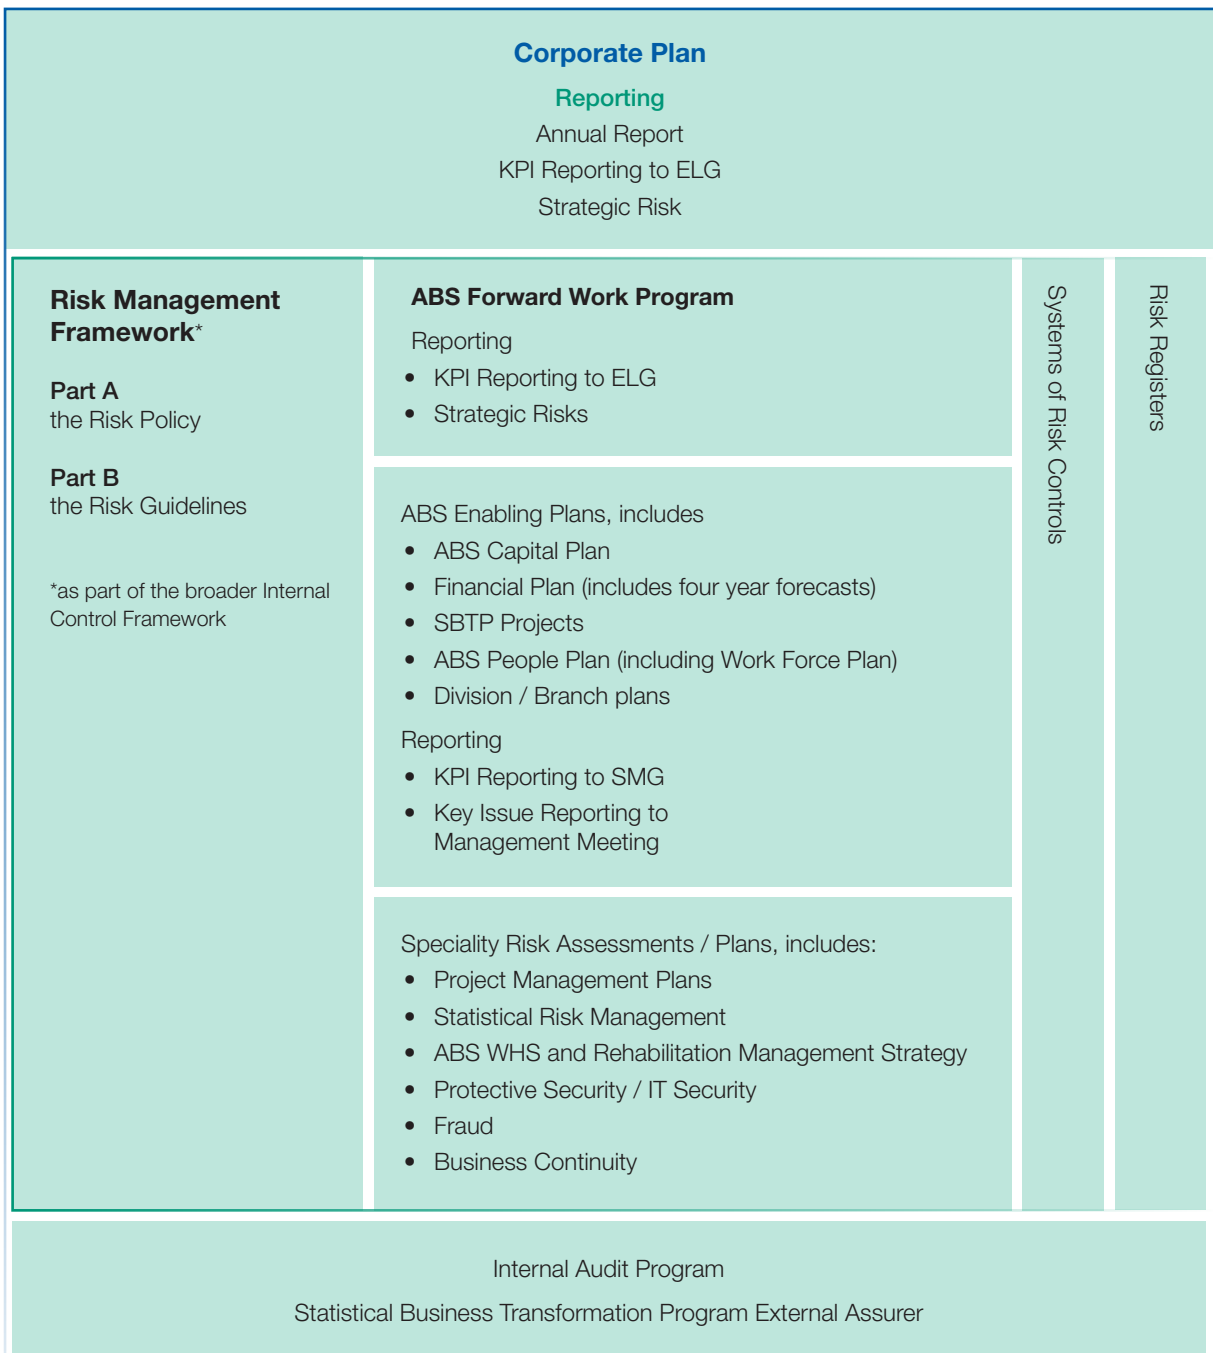 Corporate Plan
Reporting
Annual Report
KPI Reporting to ELG
Strategic Risk
Risk Management
Framework*
Part A
the Risk Policy
Part B
the Risk Guidelines
*as part of the broader Internal
Control Framework
ABS Forward Work Program
Reporting
• KPI Reporting to ELG
• Strategic Risks
ABS Enabling Plans, includes
• ABS Capital Plan
• Financial Plan (includes four year forecasts)
• SBTP Projects
• ABS People Plan (including Work Force Plan)
• Division / Branch plans
Reporting
• KPI Reporting to SMG
• Key Issue Reporting to
Management Meeting
Speciality Risk Assessments / Plans, includes:
• Project Management Plans
• Statistical Risk Management
• ABS WHS and Rehabilitation Management Strategy
• Protective Security / IT Security
• Fraud
• Business Continuity
Systems of Risk Controls
Risk Registers
Internal Audit Program
Statistical Business Transformation Program External Assurer